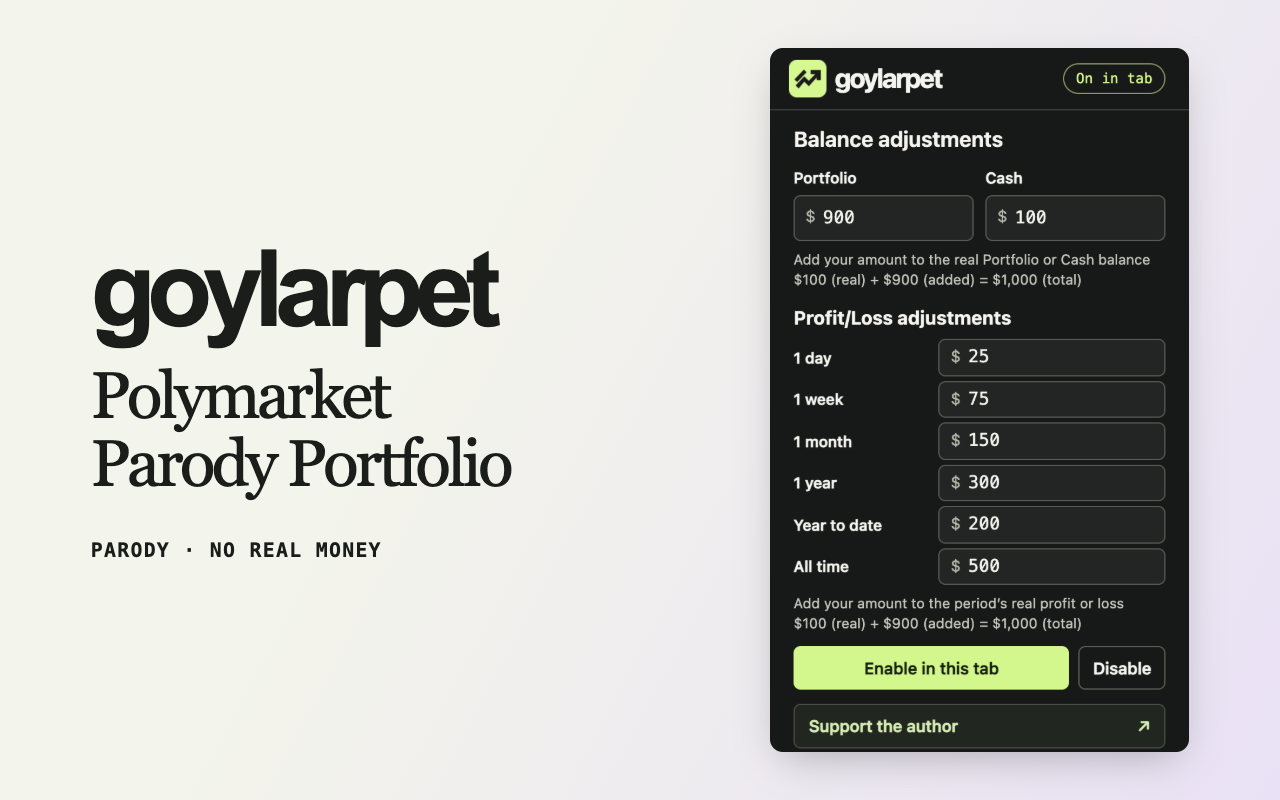 goylarpet
Polymarket
Parody Portfolio
PARODY · NO REAL MONEY
goylarpet
On in tab
Balance adjustments
Portfolio
Cash
$ 900
$ 100
Add your amount to the real Portfolio or Cash balance
$100 (real) + $900 (added) = $1,000 (total)
Profit/Loss adjustments
1 day
$ 25
1 week
$ 75
1 month
$ 150
1 year
$ 300
Year to date
$ 200
All time
$ 500
Add your amount to the period's real profit or loss
$100 (real) + $900 (added) = $1,000 (total)
Enable in this tab
Disable
Support the author